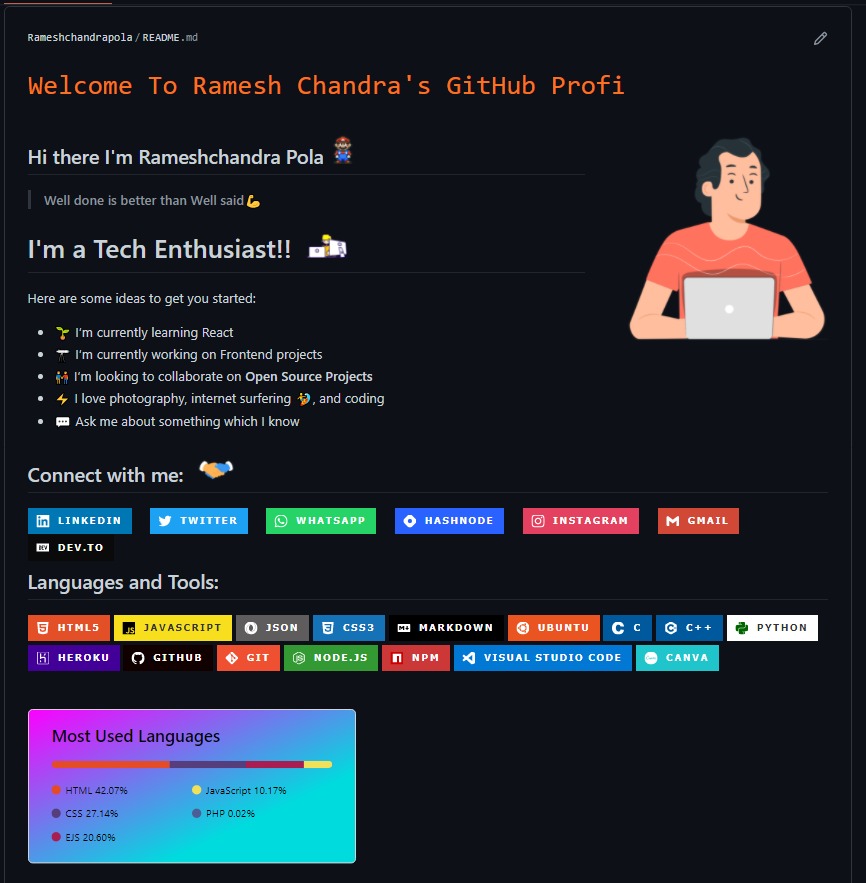 Rameshchandrapola / README.md
Welcome To Ramesh Chandra's GitHub Profi
Hi there I'm Rameshchandra Pola
Well done is better than Well said💪
I'm a Tech Enthusiast!!
Here are some ideas to get you started:
🌱 I'm currently learning React
🔭 I'm currently working on Frontend projects
👬 I'm looking to collaborate on Open Source Projects
⚡ I love photography, internet surfering 🏄, and coding
💬 Ask me about something which I know
Connect with me:
LINKEDIN TWITTER WHATSAPP HASHNODE INSTAGRAM GMAIL
DEV DEV.TO
Languages and Tools:
HTML5 JS JAVASCRIPT JSON CSS3 MARKDOWN UBUNTU C C C++ PYTHON
HEROKU GITHUB GIT NODE.JS NPM VISUAL STUDIO CODE CANVA
Most Used Languages
HTML 42.07% JavaScript 10.17%
CSS 27.14% PHP 0.02%
EJS 20.60%